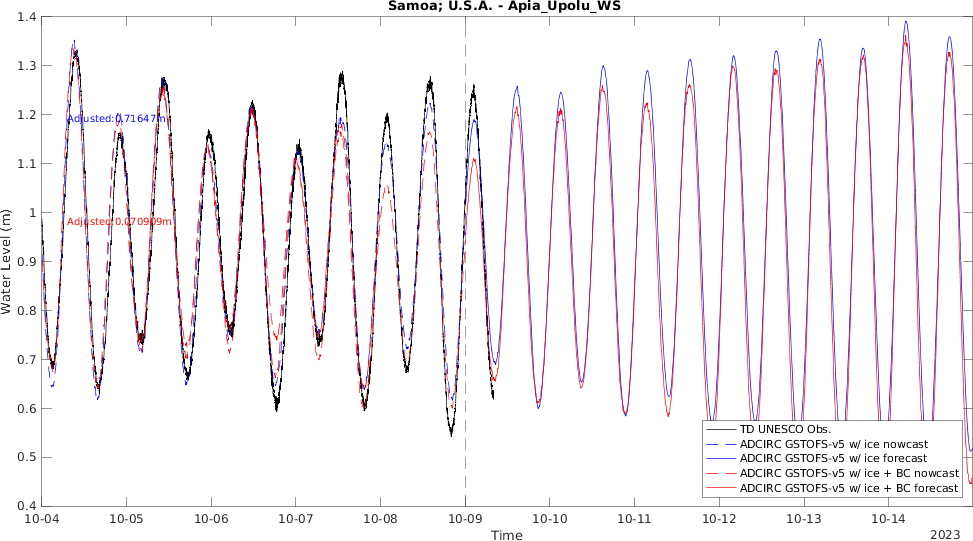 Samoa; U.S.A. - Apia_Upolu_WS
1.4
1.3
1.2
1.1
1
0.9
0.8
0.7
0.6
0.5
0.4
Water Level (m)
Adjusted:0.71647m
Adjusted:0.070909m
TD UNESCO Obs.
ADCIRC GSTOFS-v5 w/ ice nowcast
ADCIRC GSTOFS-v5 w/ ice forecast
ADCIRC GSTOFS-v5 w/ ice + BC nowcast
ADCIRC GSTOFS-v5 w/ ice + BC forecast
10-04 10-05 10-06 10-07 10-08 10-09 10-10 10-11 10-12 10-13 10-14
Time
2023